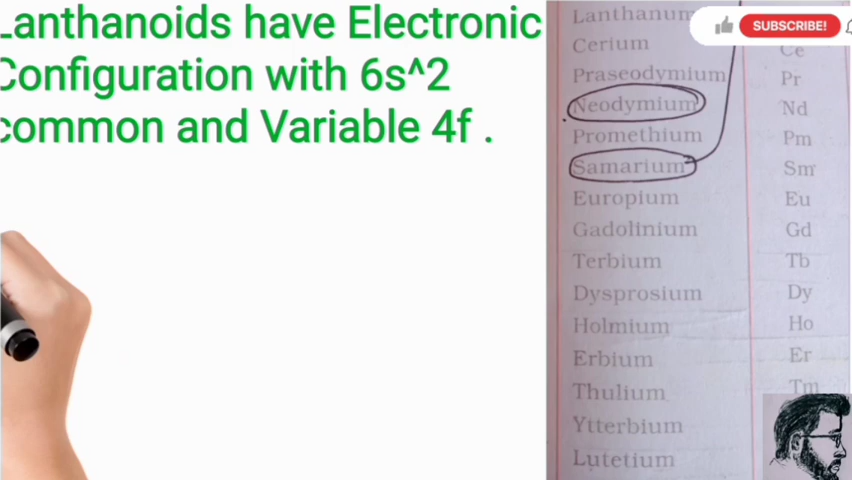 Lanthanoids have Electronic
Configuration with 6s^2
common and Variable 4f .
Lanthanum
SUBSCRIBE!
Cerium Ce
Praseodymium Pr
Neodymium Nd
Promethium Pm
Samarium Sm
Europium Eu
Gadolinium Gd
Terbium Tb
Dysprosium Dy
Holmium Ho
Erbium Er
Thulium Tm
Ytterbium
Lutetium